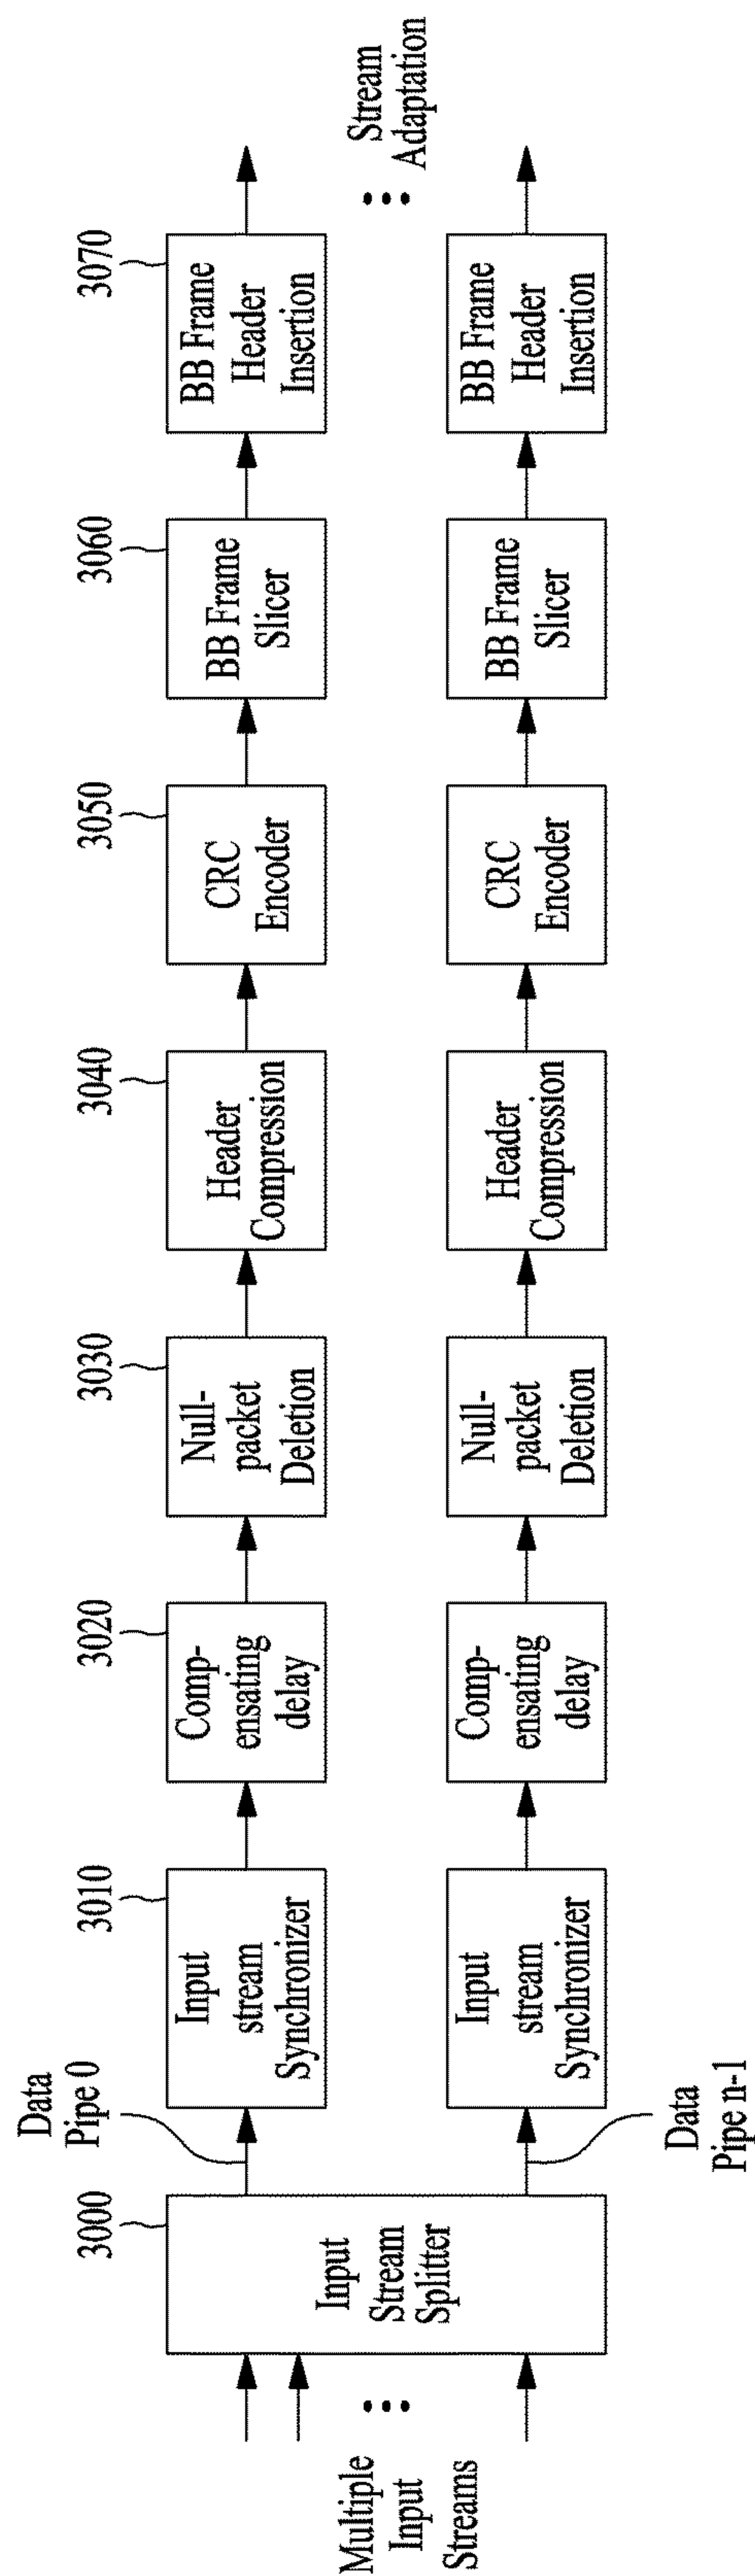 Multiple
Input
Streams
3000
Input
Stream
Splitter
Data
Pipe 0
3010
Input
stream
Synchronizer
3020
Comp-
ensating
delay
3030
Null-
packet
Deletion
3040
Header
Compression
3050
CRC
Encoder
3060
BB Frame
Slicer
3070
BB Frame
Header
Insertion
Data
Pipe n-1
Input
stream
Synchronizer
Comp-
ensating
delay
Null-
packet
Deletion
Header
Compression
CRC
Encoder
BB Frame
Slicer
BB Frame
Header
Insertion
Stream
Adaptation